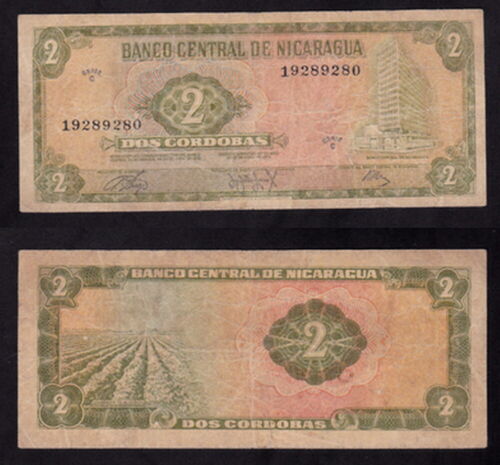 2 BANCO CENTRAL DE NICARAGUA 2
SERIE C 19289280
2
19289280
SERIE C
DOS CORDOBAS
2 2
BANCO CENTRAL DE NICARAGUA
2 2
2
2 2
DOS CORDOBAS